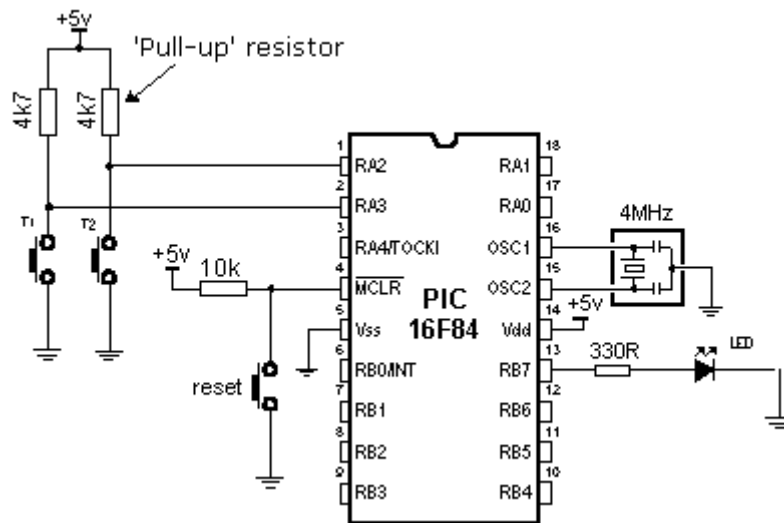 +5v
'Pull-up' resistor
4k7
4k7
T1
T2
+5v
10k
reset
1
RA2
2
RA3
3
RA4/TOCKI
4
MCLR
5
Vss
6
RB0/INT
7
RB1
8
RB2
9
RB3
PIC
16F84
18
RA1
17
RA0
16
OSC1
15
OSC2
14
Vdd
13
RB7
12
RB6
11
RB5
10
RB4
4MHz
+5v
330R
LED